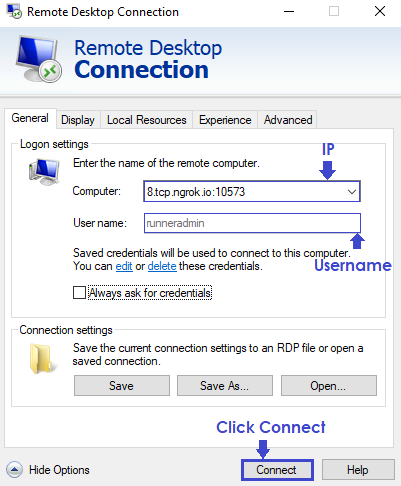 Remote Desktop Connection
Remote Desktop
Connection
General Display Local Resources Experience Advanced
Logon settings
IP
Enter the name of the remote computer.
Computer: 8.tcp.ngrok.io:10573
User name: runneradmin
Username
Saved credentials will be used to connect to this computer.
You can edit or delete these credentials.
Always ask for credentials
Connection settings
Save the current connection settings to an RDP file or open a
saved connection.
Save Save As... Open...
Click Connect
Hide Options Connect Help